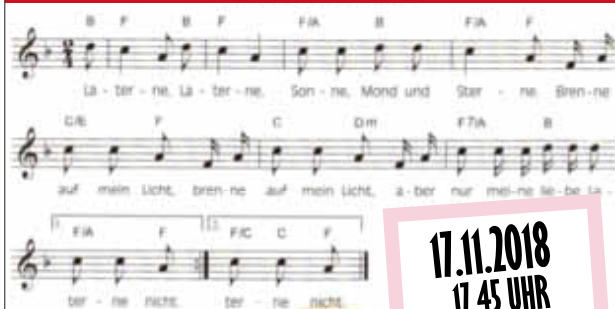 B F B F F/A B F/A F
La - ter - ne, La - ter - ne, Son - ne, Mond und Ster - ne. Bren - ne
C/E F C Dm F7/A B
auf mein Licht, bren - ne auf mein Licht, a - ber nur mei - ne lie - be La -
1. F/A F 2. F/C C F
ter - ne nicht. ter - ne nicht.
17.11.2018
17.45 UHR